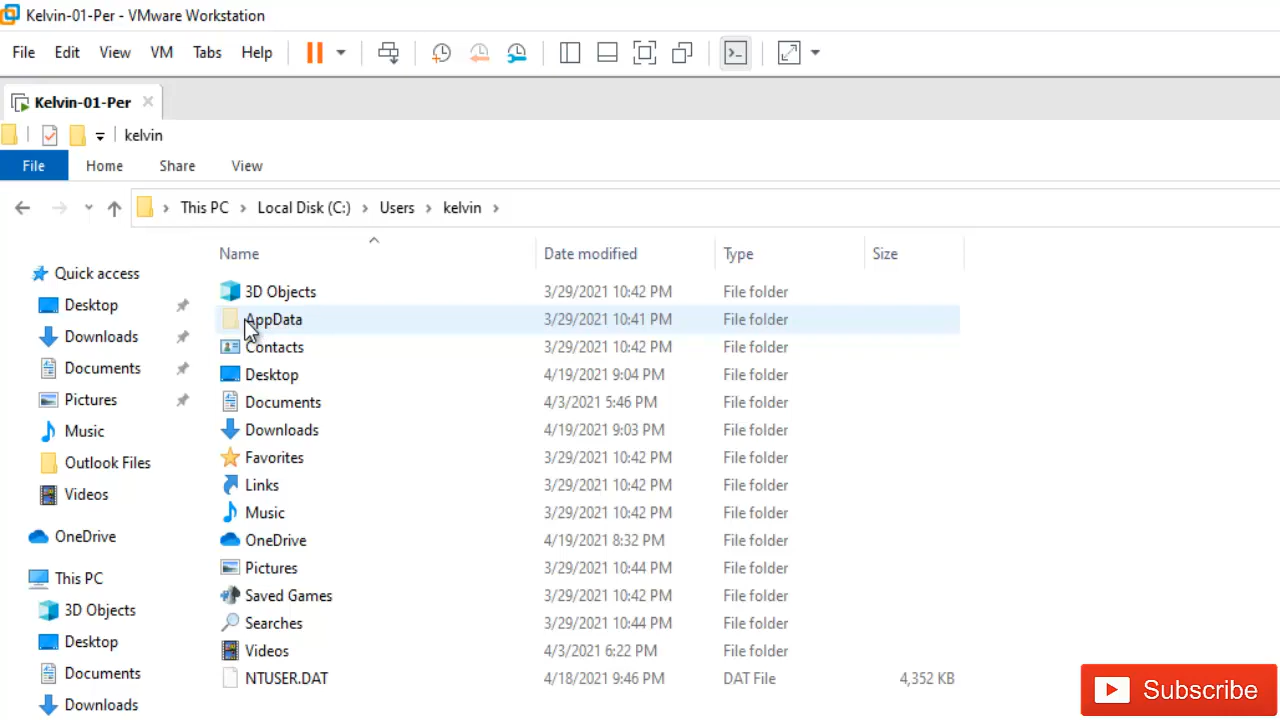 Kelvin-01-Per - VMware Workstation
File Edit View VM Tabs Help
Kelvin-01-Per
kelvin
File Home Share View
This PC Local Disk (C:) Users kelvin
Name Date modified Type Size
Quick access
Desktop
Downloads
Documents
Pictures
Music
Outlook Files
Videos
OneDrive
This PC
3D Objects
Desktop
Documents
Downloads
3D Objects 3/29/2021 10:42 PM File folder
AppData 3/29/2021 10:41 PM File folder
Contacts 3/29/2021 10:42 PM File folder
Desktop 4/19/2021 9:04 PM File folder
Documents 4/3/2021 5:46 PM File folder
Downloads 4/19/2021 9:03 PM File folder
Favorites 3/29/2021 10:42 PM File folder
Links 3/29/2021 10:42 PM File folder
Music 3/29/2021 10:42 PM File folder
OneDrive 4/19/2021 8:32 PM File folder
Pictures 3/29/2021 10:44 PM File folder
Saved Games 3/29/2021 10:42 PM File folder
Searches 3/29/2021 10:44 PM File folder
Videos 4/3/2021 6:22 PM File folder
NTUSER.DAT 4/18/2021 9:46 PM DAT File 4,352 KB
Subscribe